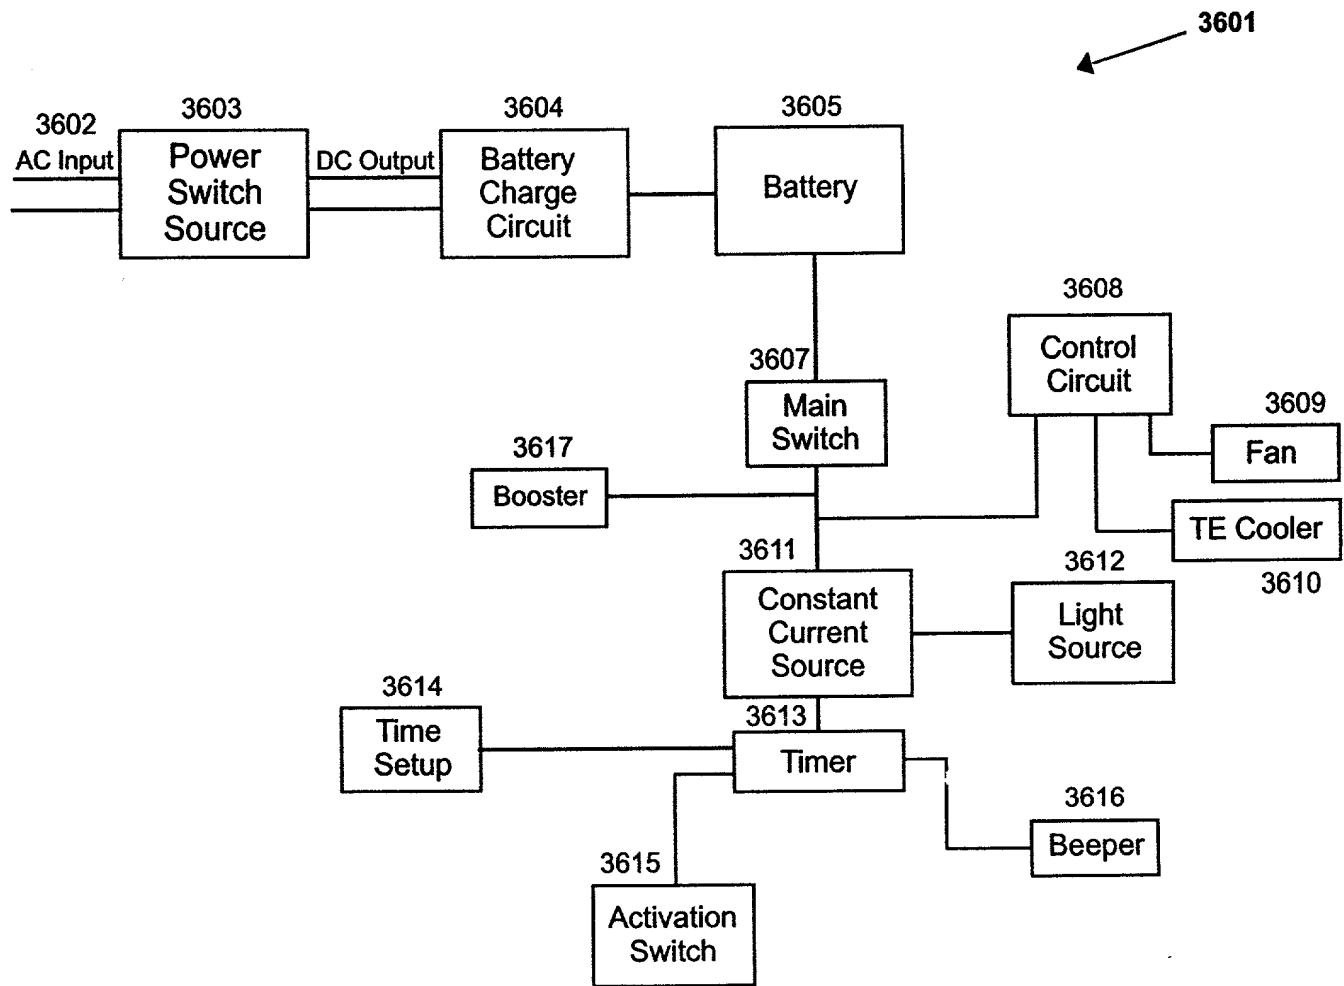 3601
3602
AC Input
3603
Power
Switch
Source
DC Output
3604
Battery
Charge
Circuit
3605
Battery
3607
Main
Switch
3608
Control
Circuit
3609
Fan
TE Cooler
3610
3617
Booster
3611
Constant
Current
Source
3612
Light
Source
3613
Timer
3614
Time
Setup
3615
Activation
Switch
3616
Beeper